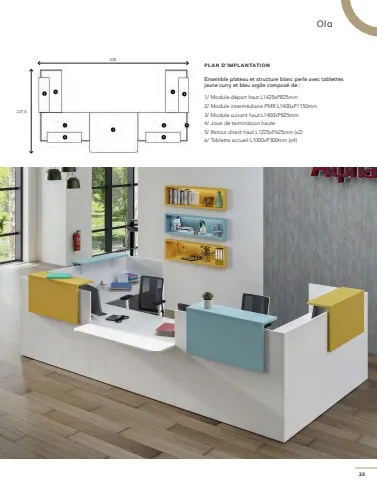 Ola
425
237,5
PLAN D'IMPLANTATION
Ensemble plateau et structure blanc perle avec tablettes
jaune curry et bleu argile composé de :
1/ Module départ haut L1425xP825mm
2/ Module intermédiaire PMR L1400xP1150mm
3/ Module suivant haut L1400xP825mm
4/ Joue de terminaison haute
5/ Retour direct haut L1225xP625mm (x2)
6/ Tablette accueil L1000xP300mm (x4)
23